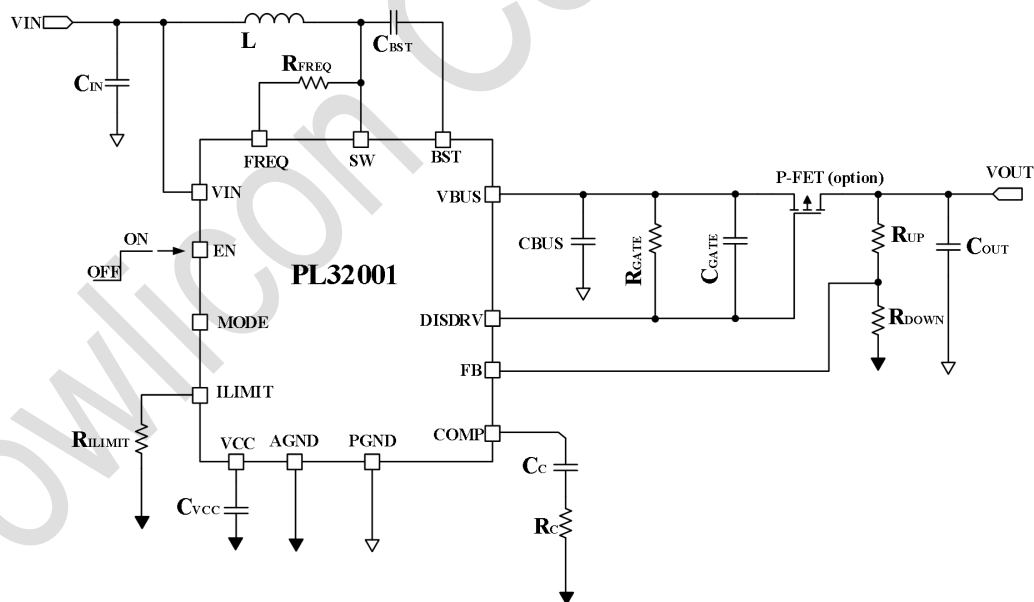 VIN
L
CBST
RFREQ
CIN
FREQ
SW
BST
VIN
VBUS
P-FET (option)
VOUT
ON
OFF
EN
PL32001
CBUS
RGATE
CGATE
RUP
COUT
MODE
DISDRV
RDOWN
FB
ILIMIT
RILIMIT
VCC
AGND
PGND
COMP
CVCC
CC
RC